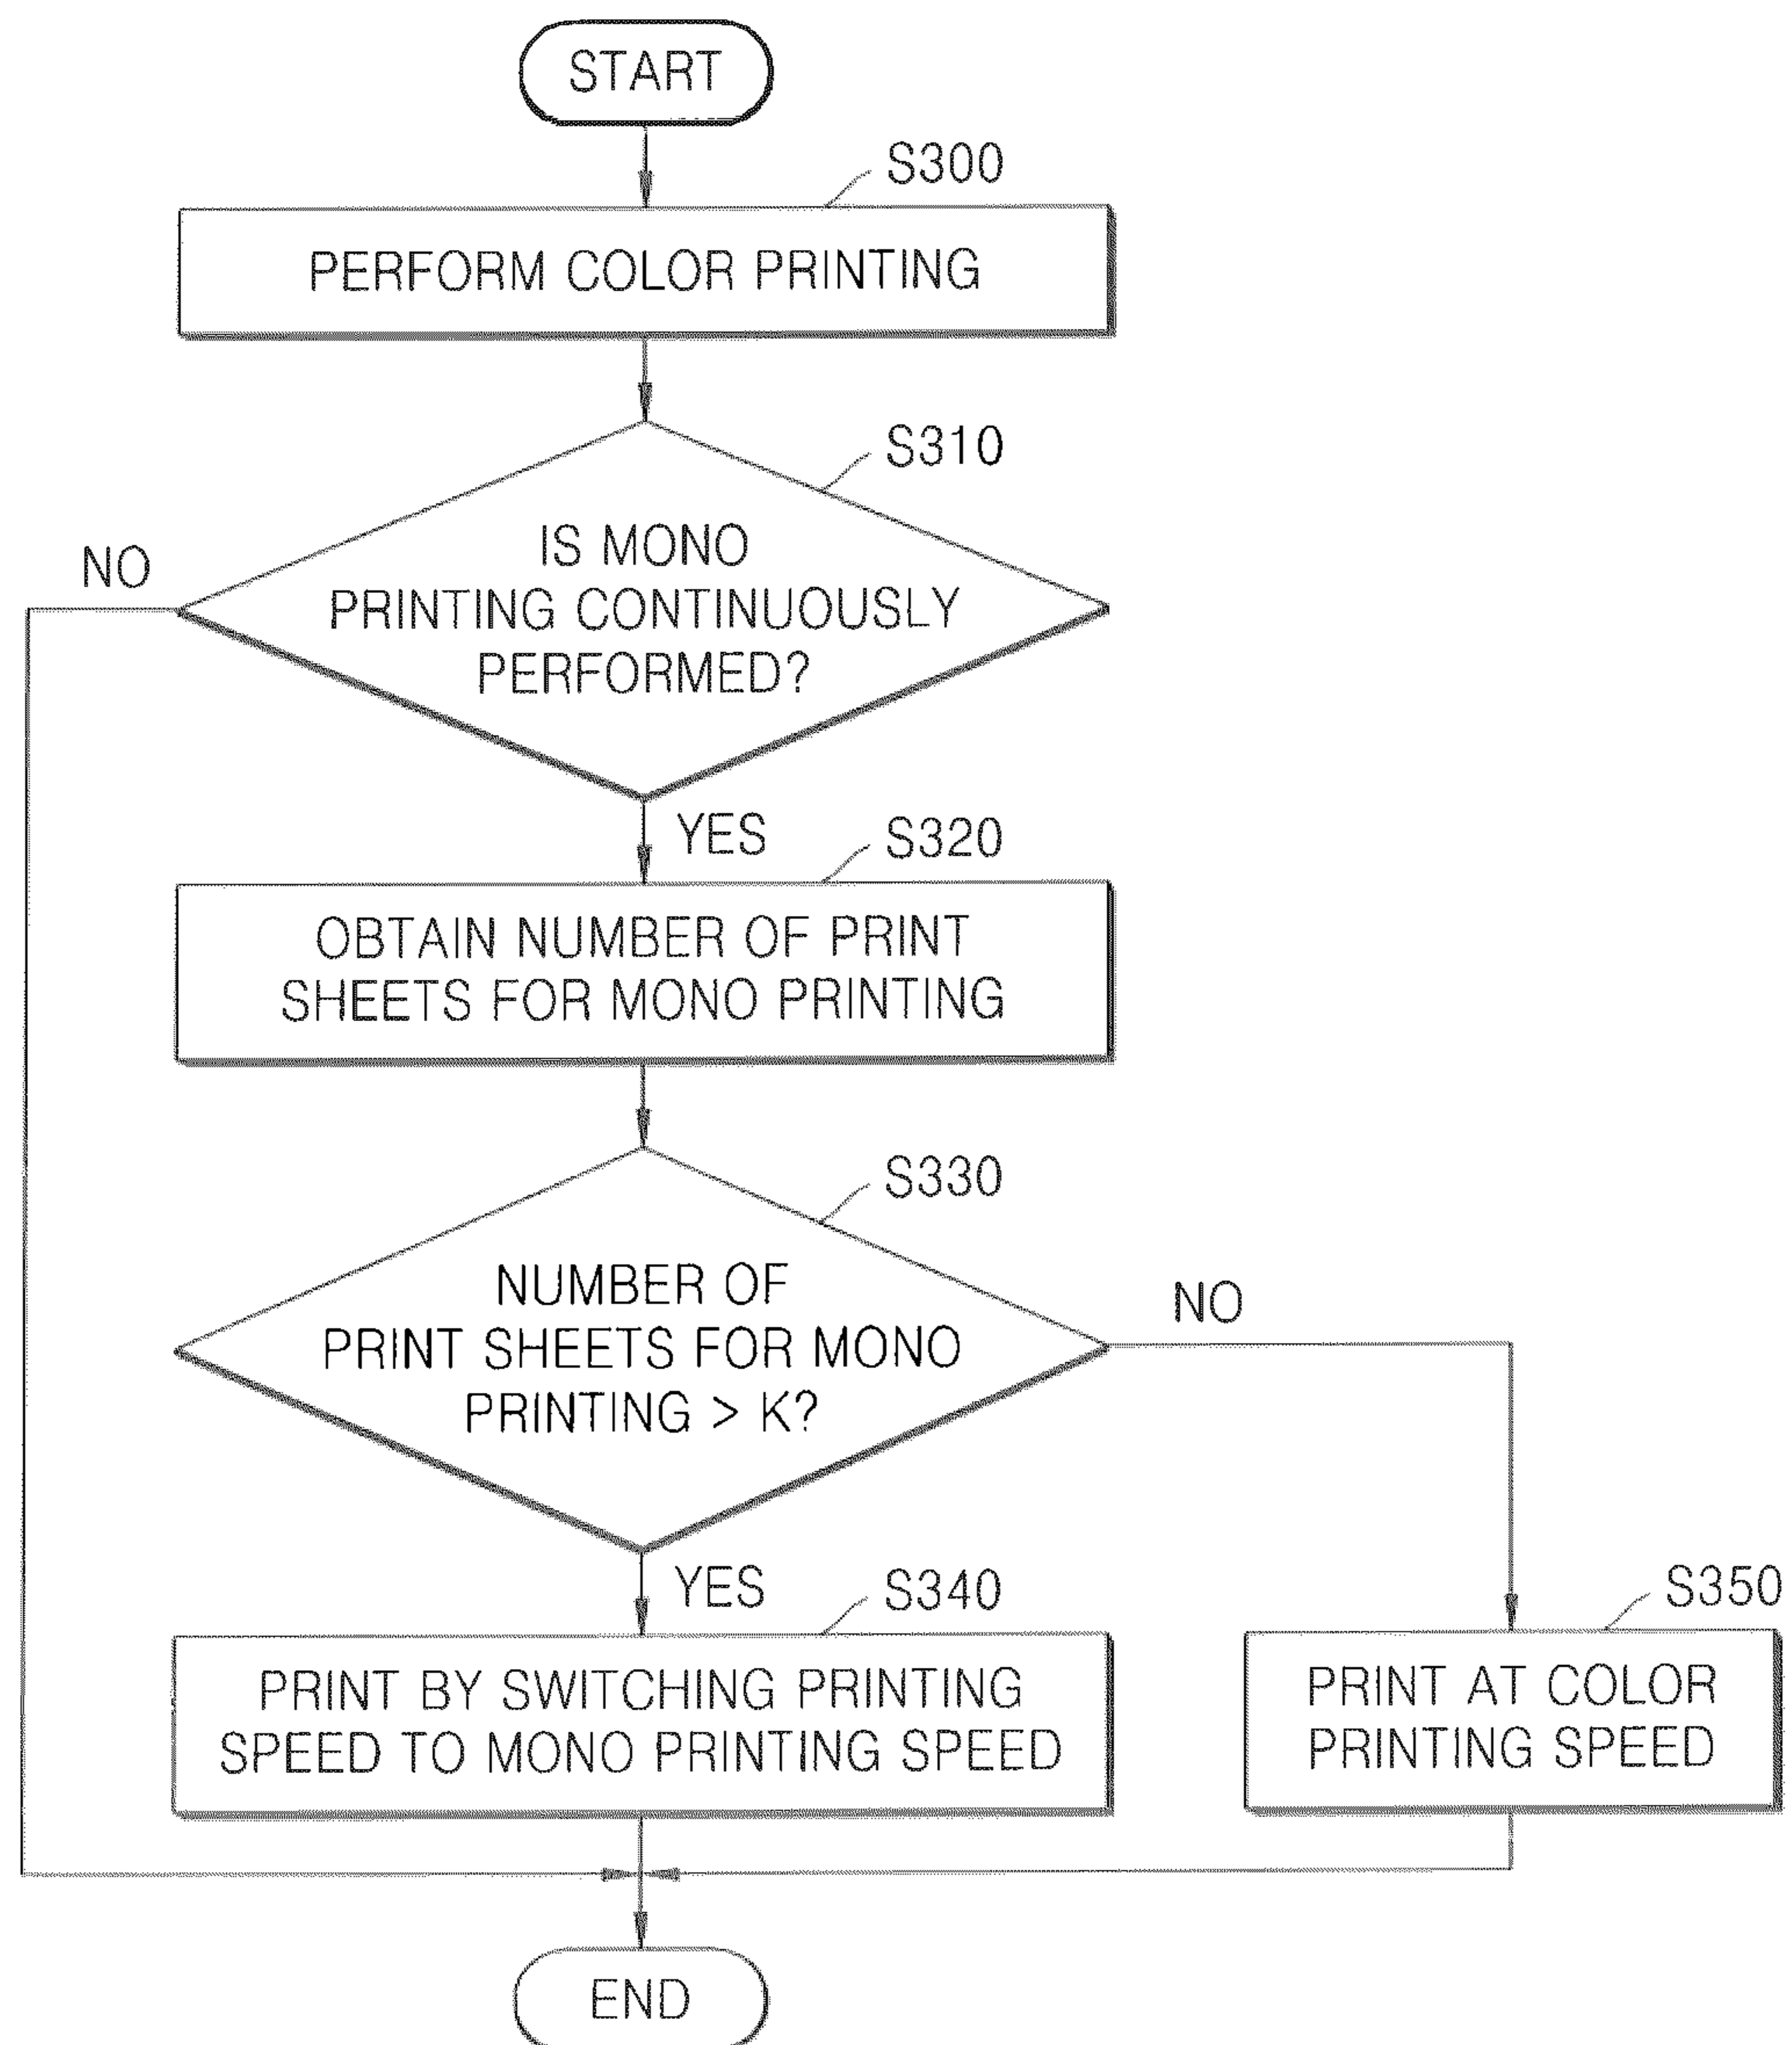 START
S300
PERFORM COLOR PRINTING
S310
IS MONO
PRINTING CONTINUOUSLY
PERFORMED?
NO
YES
S320
OBTAIN NUMBER OF PRINT
SHEETS FOR MONO PRINTING
S330
NUMBER OF
PRINT SHEETS FOR MONO
PRINTING > K?
NO
YES
S340
PRINT BY SWITCHING PRINTING
SPEED TO MONO PRINTING SPEED
S350
PRINT AT COLOR
PRINTING SPEED
END